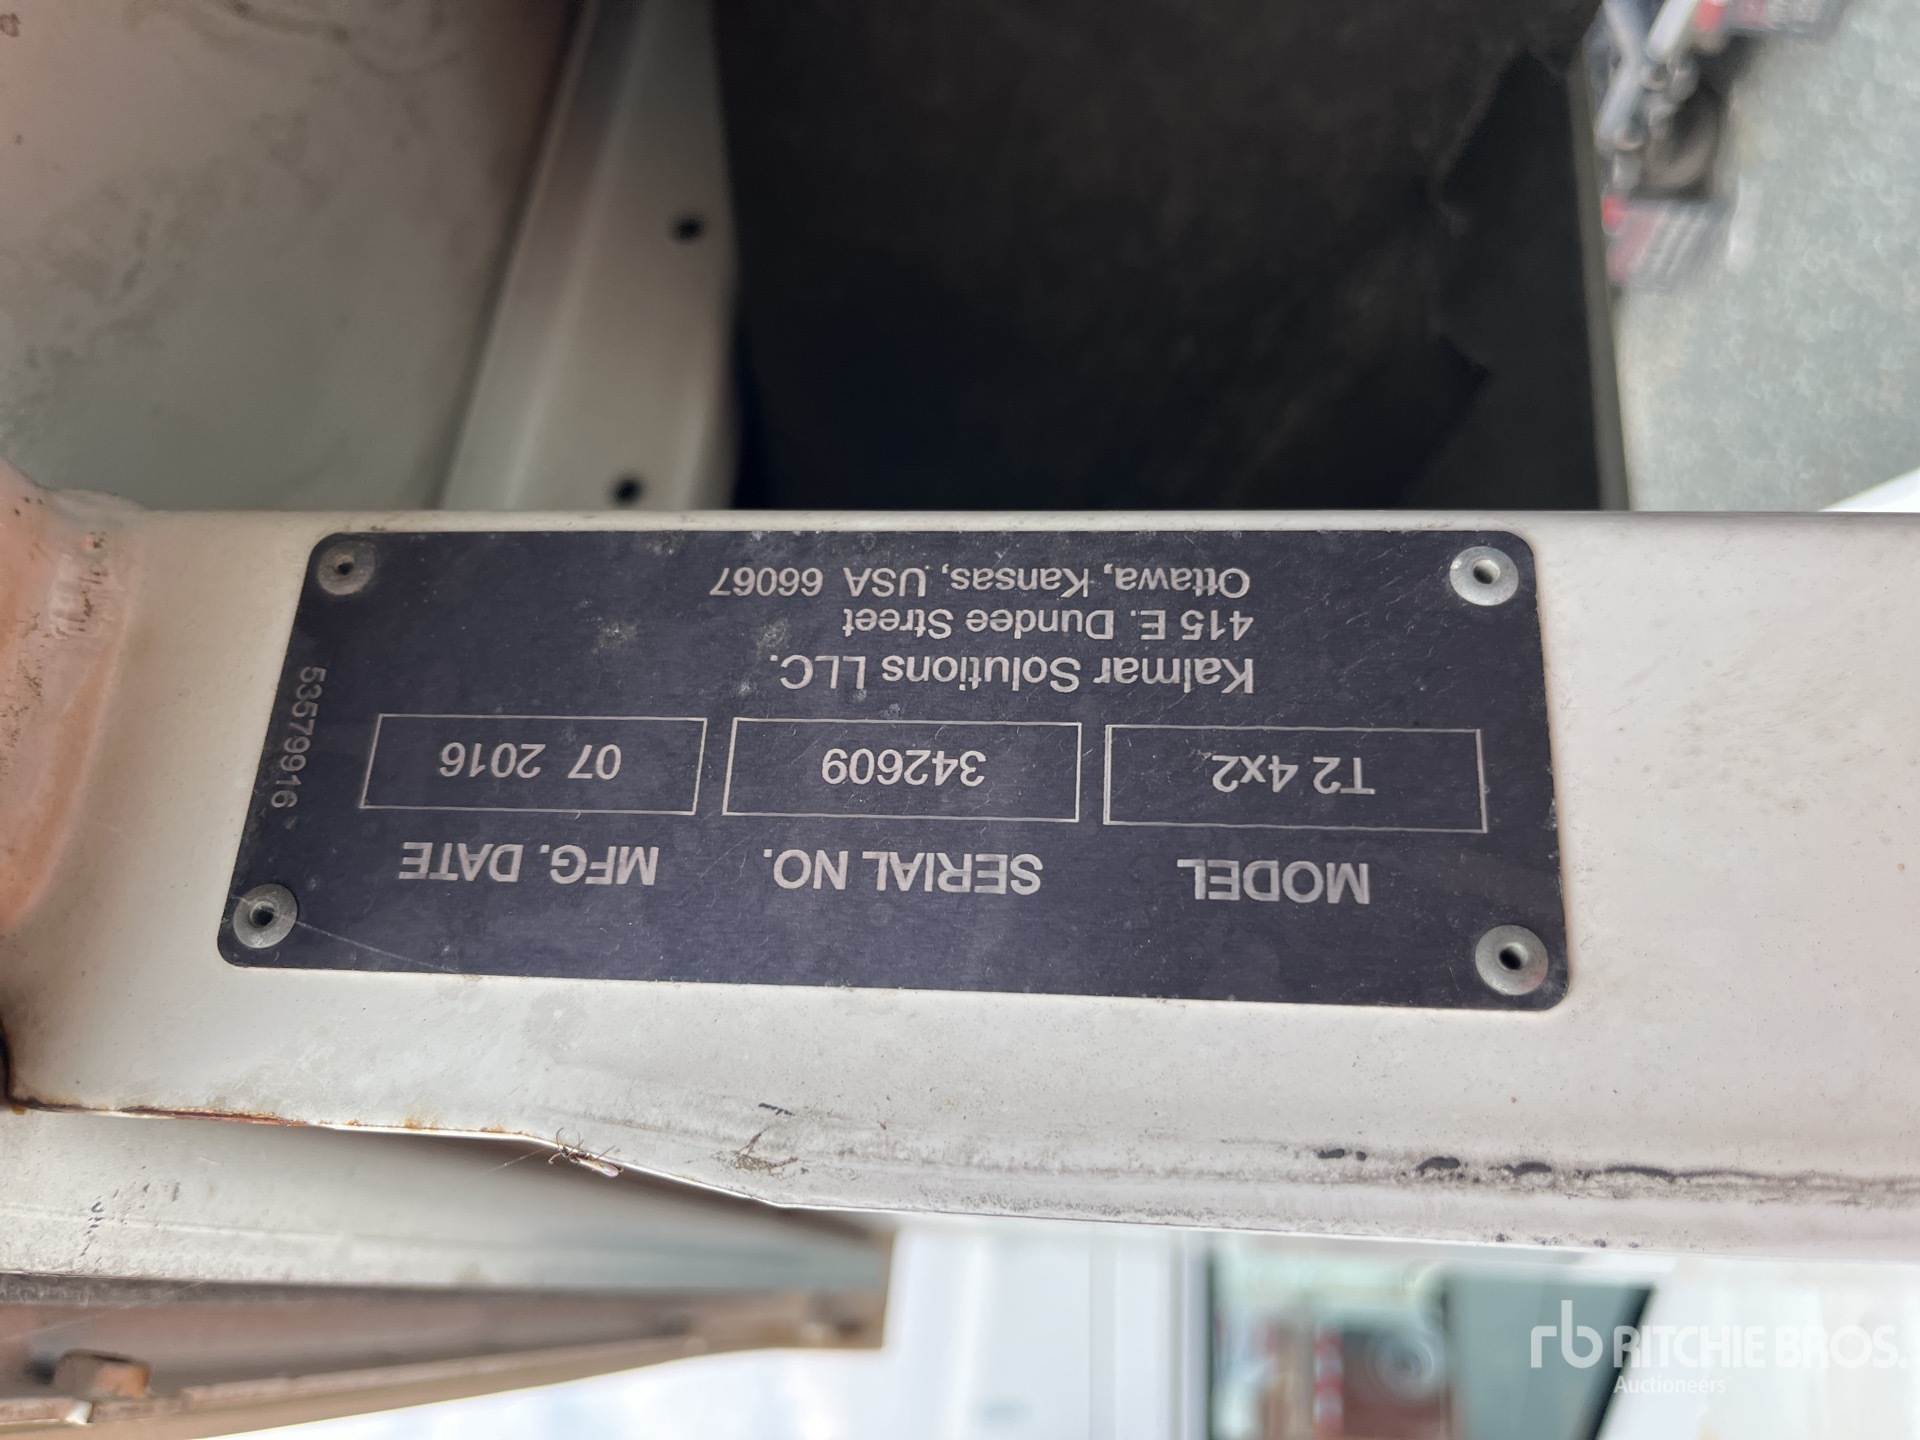 MODEL SERIAL NO. MFG. DATE
T2 4x2 342609 07 2016
Kalmar Solutions LLC.
415 E. Dundee Street
Ottawa, Kansas, USA 66067
53579916
rb RITCHIE BROS.
Auctioneers